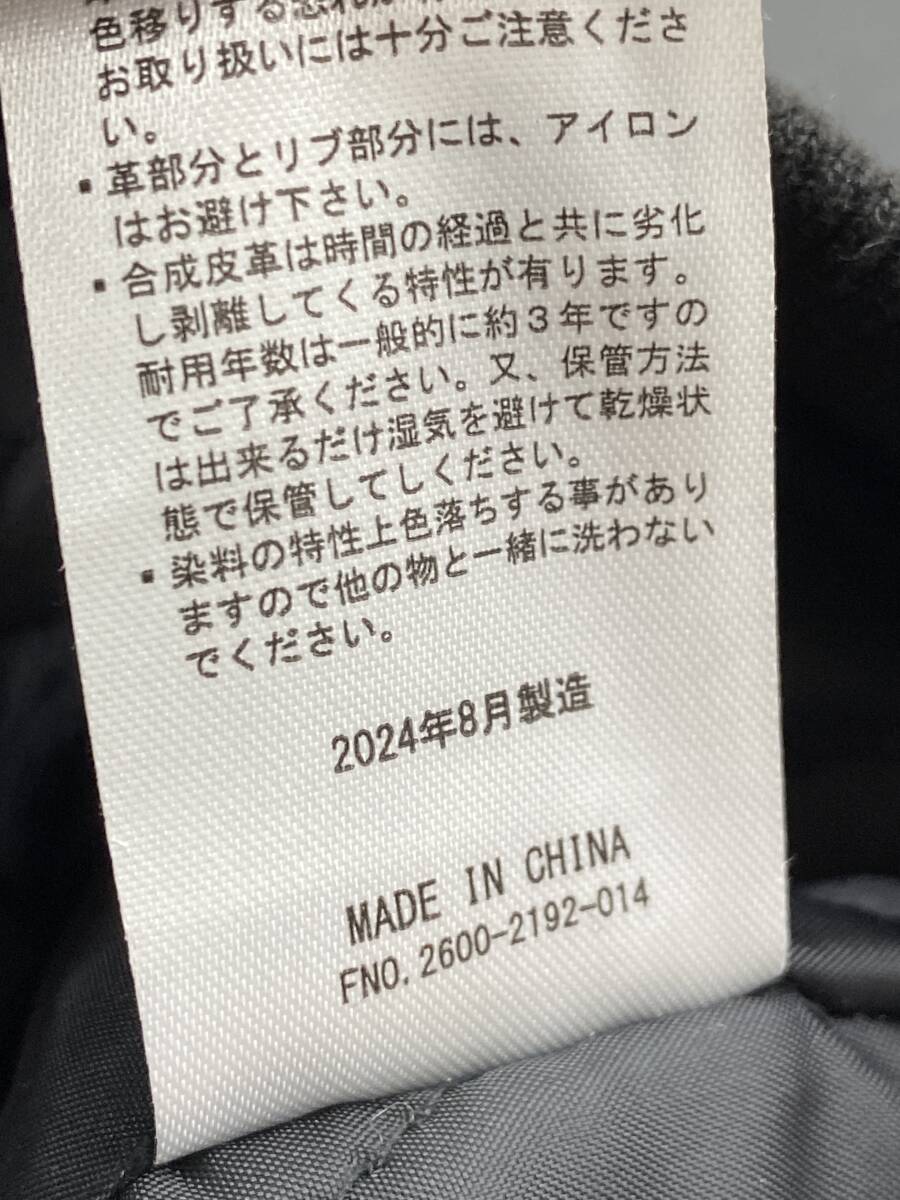 色移りする恐れが
お取り扱いには十分ご注意くださ
い。
▪革部分とリブ部分には、アイロン
はお避け下さい。
▪合成皮革は時間の経過と共に劣化
し剥離してくる特性が有ります。
耐用年数は一般的に約3年ですの
でご了承ください。又、保管方法
は出来るだけ湿気を避けて乾燥状
態で保管してしください。
▪染料の特性上色落ちする事があり
ますので他の物と一緒に洗わない
でください。
2024年8月製造
MADE IN CHINA
FNO.2600-2192-014